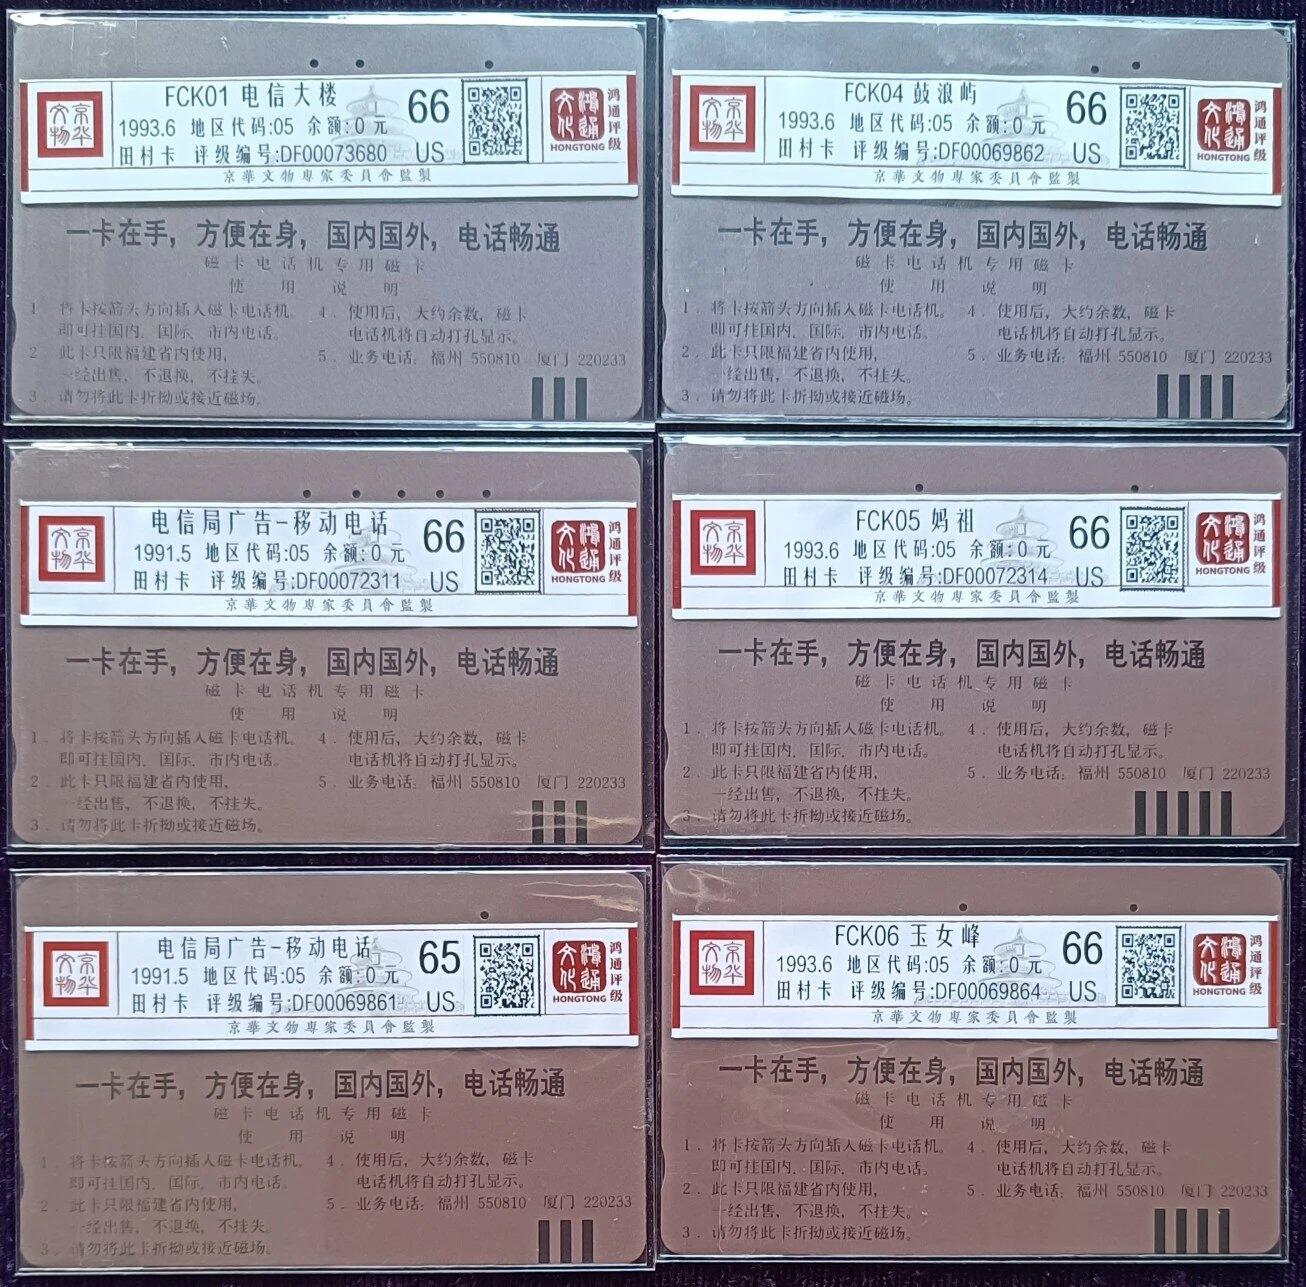 京华文物
FCK01 电信大楼
66
1993.6 地区代码:05 余额:0 元
田村卡 评级编号:DF00073680
US
鸿通文化
HONGTONG
鸿通评级
京華文物專家委員會監製
一卡在手，方便在身，国内国外，电话畅通
磁卡电话机专用磁卡
使用说明
1．将卡按箭头方向插入磁卡电话机。
即可挂国内．国际、市内电话。
2．此卡只限福建省内使用，
一经出售，不退换，不挂失。
3．请勿将此卡折拗或接近磁场。
4．使用后，大约余数，磁卡
电话机将自动打孔显示。
5．业务电话：福州 550810 厦门 220233
京华文物
FCK04 鼓浪屿
66
1993.6 地区代码:05 余额:0 元
田村卡 评级编号:DF00069862
US
鸿通文化
HONGTONG
鸿通评级
京華文物專家委員會監製
一卡在手，方便在身，国内国外，电话畅通
磁卡电话机专用磁卡
使用说明
1．将卡按箭头方向插入磁卡电话机。
即可挂国内．国际、市内电话。
2．此卡只限福建省内使用，
一经出售，不退换，不挂失。
3．请勿将此卡折拗或接近磁场。
4．使用后，大约余数，磁卡
电话机将自动打孔显示。
5．业务电话：福州 550810 厦门 220233
京华文物
电信局广告-移动电话
66
1991.5 地区代码:05 余额:0 元
田村卡 评级编号:DF00072311
US
鸿通文化
HONGTONG
鸿通评级
京華文物專家委員會監製
一卡在手，方便在身，国内国外，电话畅通
磁卡电话机专用磁卡
使用说明
1．将卡按箭头方向插入磁卡电话机。
即可挂国内．国际、市内电话。
2．此卡只限福建省内使用，
一经出售，不退换，不挂失。
3．请勿将此卡折拗或接近磁场。
4．使用后，大约余数，磁卡
电话机将自动打孔显示。
5．业务电话：福州 550810 厦门 220233
京华文物
FCK05 妈祖
66
1993.6 地区代码:05 余额:0 元
田村卡 评级编号:DF00072314
US
鸿通文化
HONGTONG
鸿通评级
京華文物專家委員會監製
一卡在手，方便在身，国内国外，电话畅通
磁卡电话机专用磁卡
使用说明
1．将卡按箭头方向插入磁卡电话机。
即可挂国内．国际、市内电话。
2．此卡只限福建省内使用，
一经出售，不退换，不挂失。
3．请勿将此卡折拗或接近磁场。
4．使用后，大约余数，磁卡
电话机将自动打孔显示。
5．业务电话：福州 550810 厦门 220233
京华文物
电信局广告-移动电话
65
1991.5 地区代码:05 余额:0 元
田村卡 评级编号:DF00069861
US
鸿通文化
HONGTONG
鸿通评级
京華文物專家委員會監製
一卡在手，方便在身，国内国外，电话畅通
磁卡电话机专用磁卡
使用说明
1．将卡按箭头方向插入磁卡电话机。
即可挂国内．国际、市内电话。
2．此卡只限福建省内使用，
一经出售，不退换，不挂失。
3．请勿将此卡折拗或接近磁场。
4．使用后，大约余数，磁卡
电话机将自动打孔显示。
5．业务电话：福州 550810 厦门 220233
京华文物
FCK06 玉女峰
66
1993.6 地区代码:05 余额:0 元
田村卡 评级编号:DF00069864
US
鸿通文化
HONGTONG
鸿通评级
京華文物專家委員會監製
一卡在手，方便在身，国内国外，电话畅通
磁卡电话机专用磁卡
使用说明
1．将卡按箭头方向插入磁卡电话机。
即可挂国内．国际、市内电话。
2．此卡只限福建省内使用，
一经出售，不退换，不挂失。
3．请勿将此卡折拗或接近磁场。
4．使用后，大约余数，磁卡
电话机将自动打孔显示。
5．业务电话：福州 550810 厦门 220233